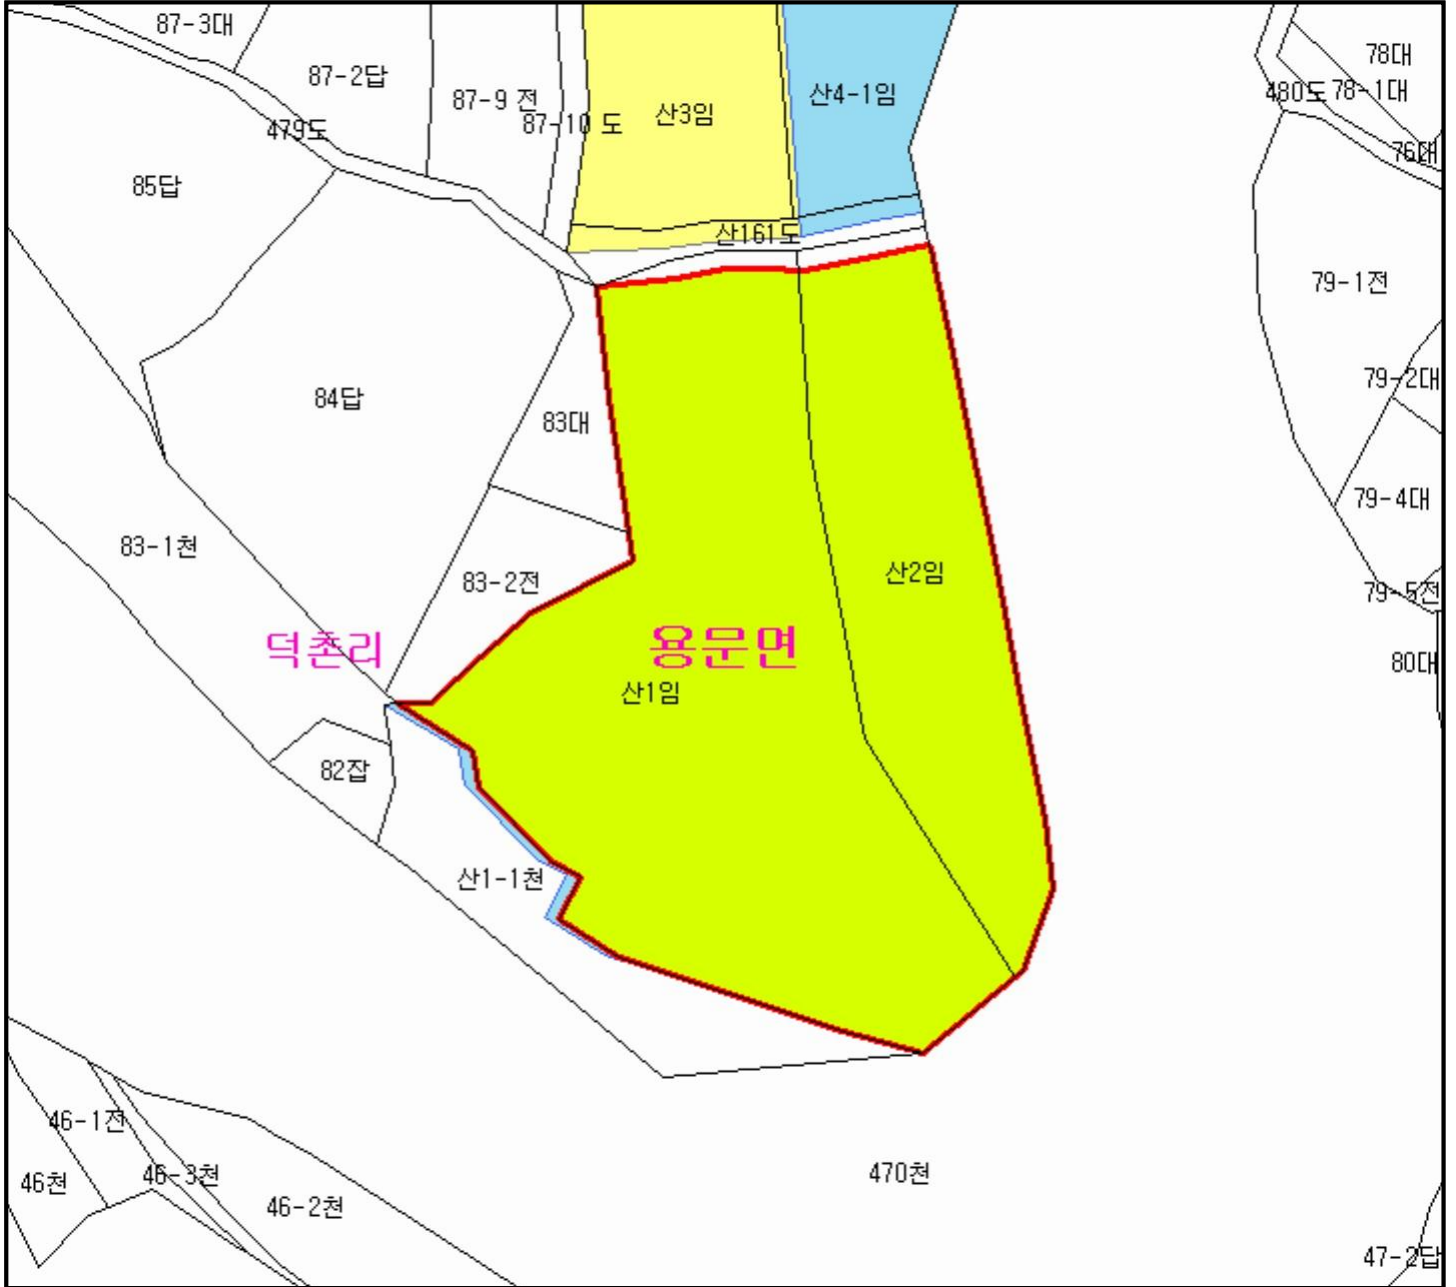 87-3대
78대
87-2답
산4-1임
480도
78-1대
87-9 전
산3임
87-10 도
479도
76대
85답
산161도
79-1전
79-2대
84답
83대
79-4대
83-1천
산2임
83-2전
79-5전
덕촌리
용문면
80대
산1임
82잡
산1-1천
46-1전
470천
46-3천
46천
46-2천
47-2답